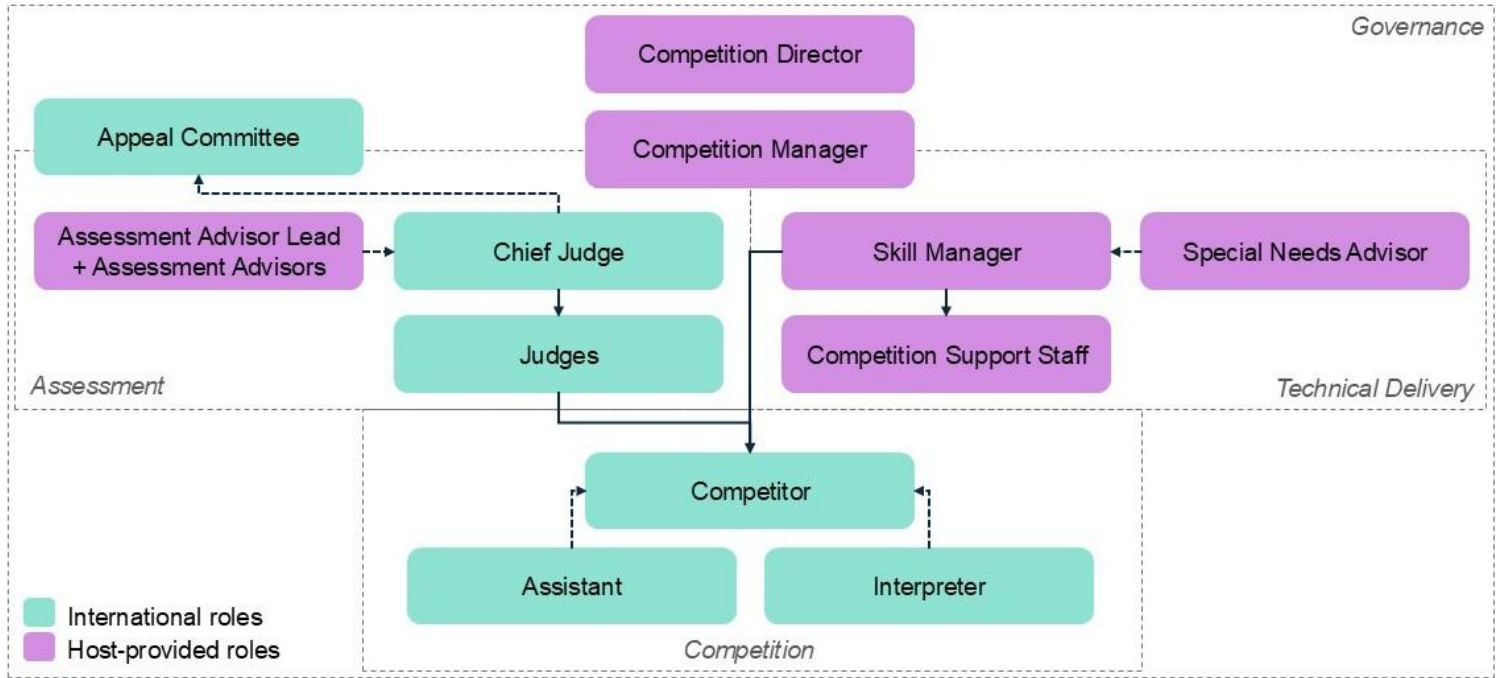 Governance
Competition Director
Appeal Committee
Competition Manager
Assessment Advisor Lead
+ Assessment Advisors
Chief Judge
Skill Manager
Special Needs Advisor
Judges
Competition Support Staff
Assessment
Technical Delivery
Competitor
Assistant
Interpreter
International roles
Host-provided roles
Competition